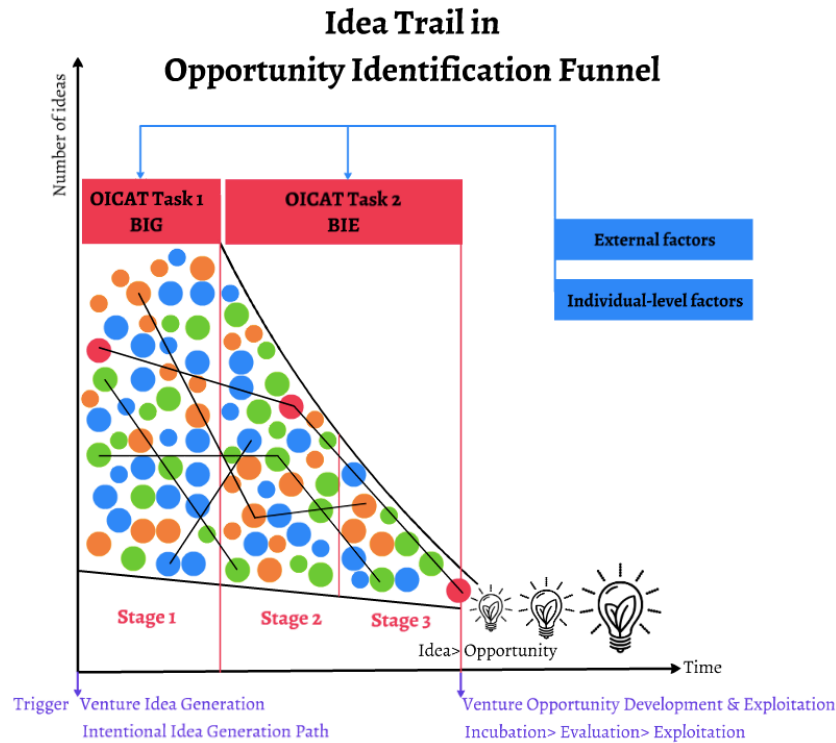 Idea Trail in
Opportunity Identification Funnel
Number of ideas
OICAT Task 1
BIG
OICAT Task 2
BIE
External factors
Individual-level factors
Stage 1
Stage 2
Stage 3
Idea> Opportunity
Time
Trigger Venture Idea Generation
Intentional Idea Generation Path
Venture Opportunity Development & Exploitation
Incubation> Evaluation> Exploitation